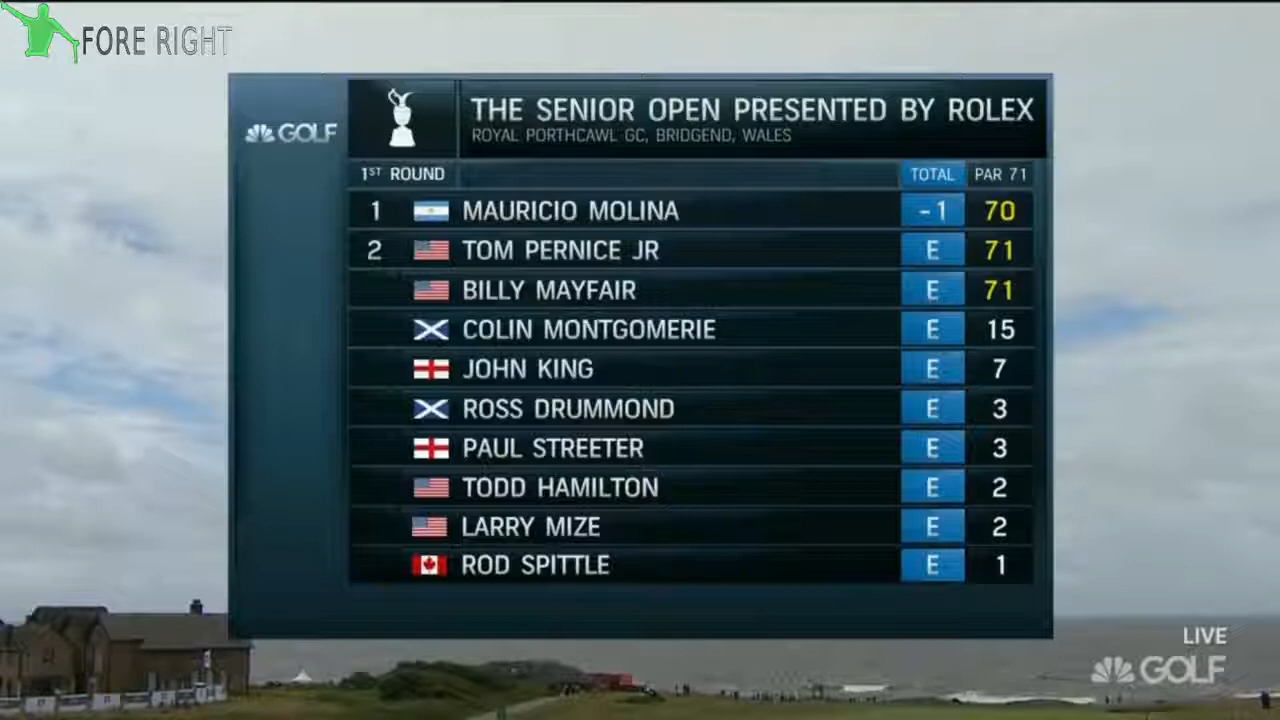 FORE RIGHT
GOLF
THE SENIOR OPEN PRESENTED BY ROLEX
ROYAL PORTHCAWL GC, BRIDGEND, WALES
1ST ROUND TOTAL PAR 71
1 MAURICIO MOLINA -1 70
2 TOM PERNICE JR E 71
BILLY MAYFAIR E 71
COLIN MONTGOMERIE E 15
JOHN KING E 7
ROSS DRUMMOND E 3
PAUL STREETER E 3
TODD HAMILTON E 2
LARRY MIZE E 2
ROD SPITTLE E 1
LIVE
GOLF